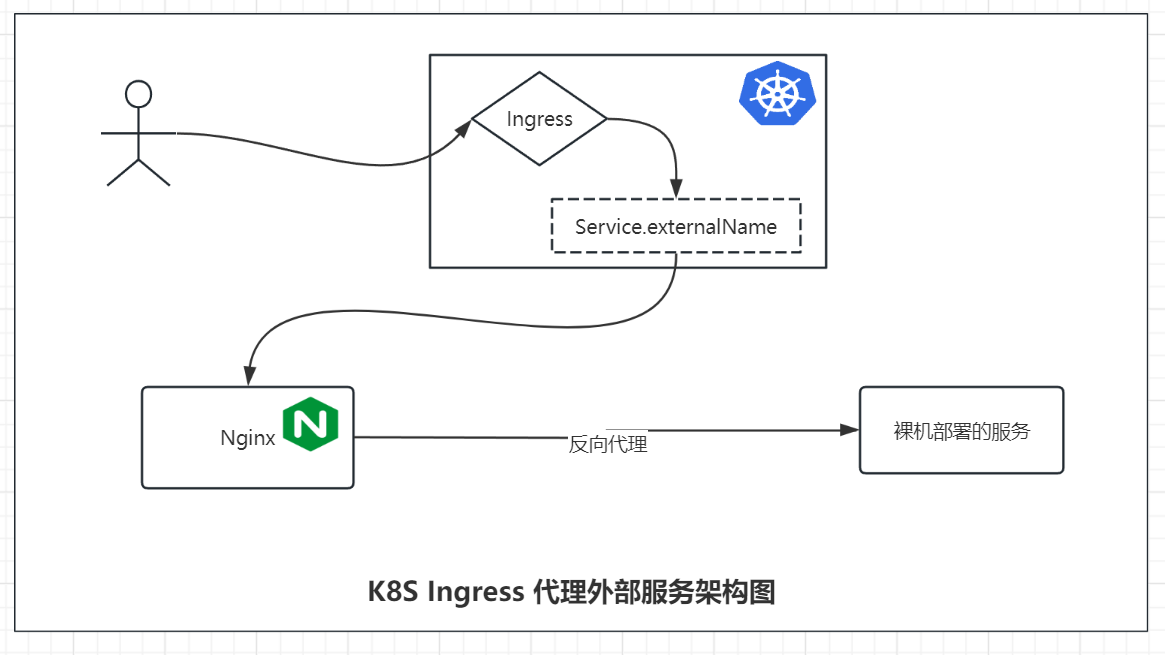 Ingress
Service.externalName
Nginx
N
反向代理
裸机部署的服务
K8S Ingress 代理外部服务架构图